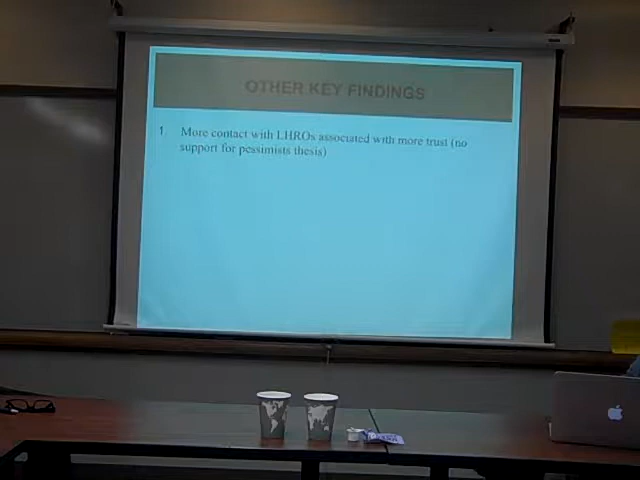 OTHER KEY FINDINGS
1. More contact with LHROs associated with more trust (no
support for pessimists thesis)